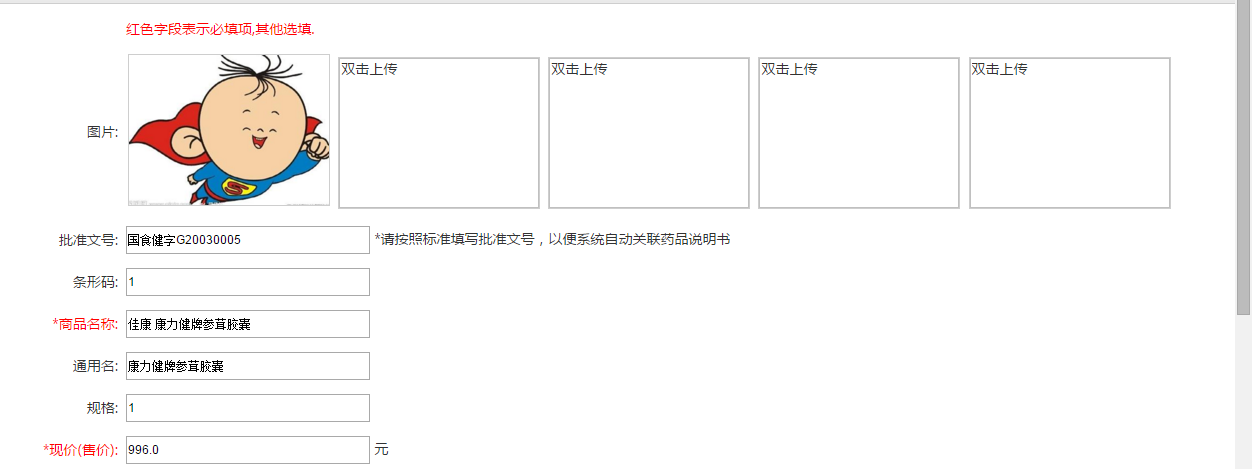 红色字段表示必填项,其他选填.
图片:
双击上传 双击上传 双击上传 双击上传
批准文号: 国食健字G20030005 *请按照标准填写批准文号，以便系统自动关联药品说明书
条形码: 1
*商品名称: 佳康 康力健牌参茸胶囊
通用名: 康力健牌参茸胶囊
规格: 1
*现价(售价): 996.0 元